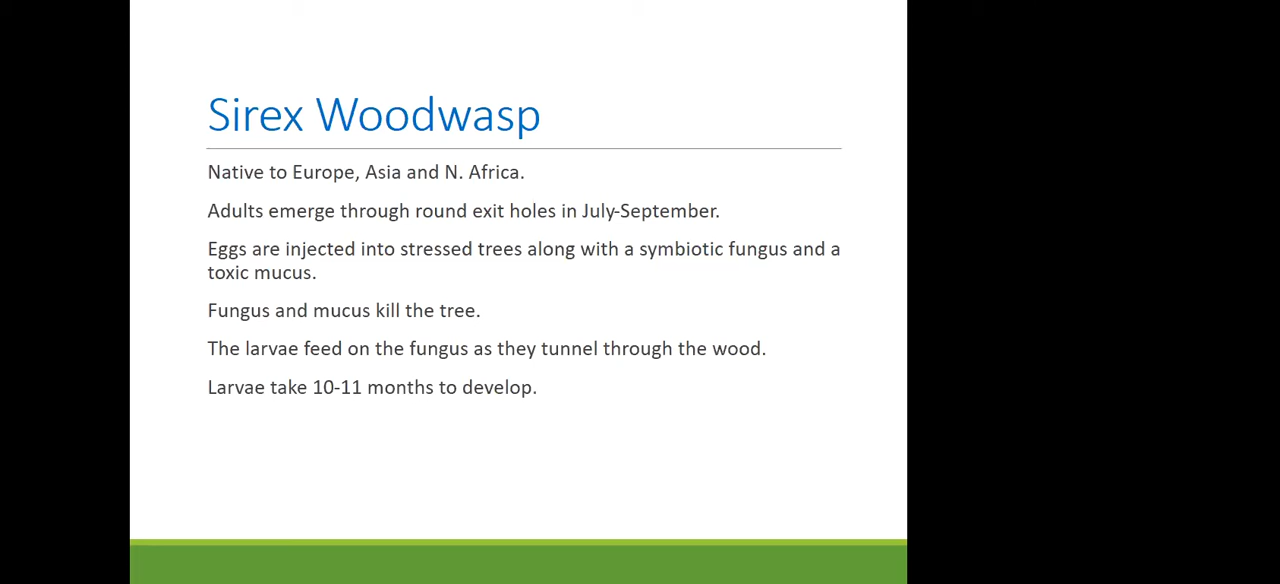 Sirex Woodwasp
Native to Europe, Asia and N. Africa.
Adults emerge through round exit holes in July-September.
Eggs are injected into stressed trees along with a symbiotic fungus and a
toxic mucus.
Fungus and mucus kill the tree.
The larvae feed on the fungus as they tunnel through the wood.
Larvae take 10-11 months to develop.